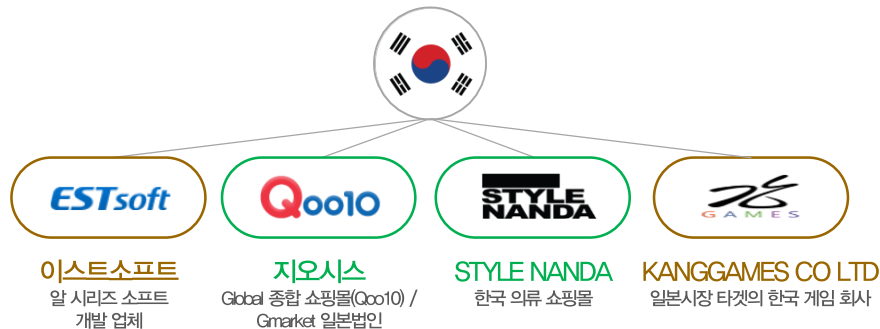 ESTsoft
Qoo10
STYLE
NANDA
GAMES
이스트소프트
알 시리즈 소프트
개발 업체
지오시스
Global 종합 쇼핑몰(Qoo10) /
Gmarket 일본법인
STYLE NANDA
한국 의류 쇼핑몰
KANGGAMES CO LTD
일본시장 타겟의 한국 게임 회사